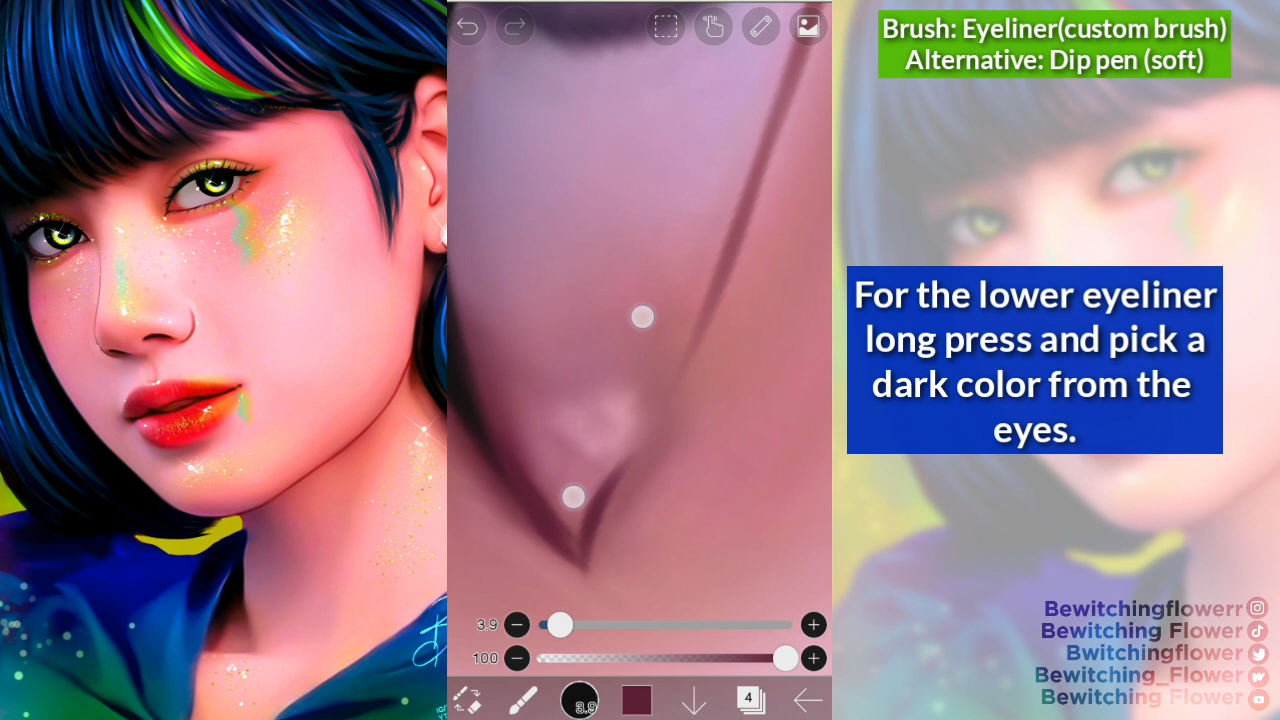 Brush: Eyeliner(custom brush)
Alternative: Dip pen (soft)
For the lower eyeliner
long press and pick a
dark color from the
eyes.
3.9
100
3.9
4
Bewitchingflowerr
Bewitching Flower
Bwitchingflower
Bewitching_Flower
Bewitching Flower